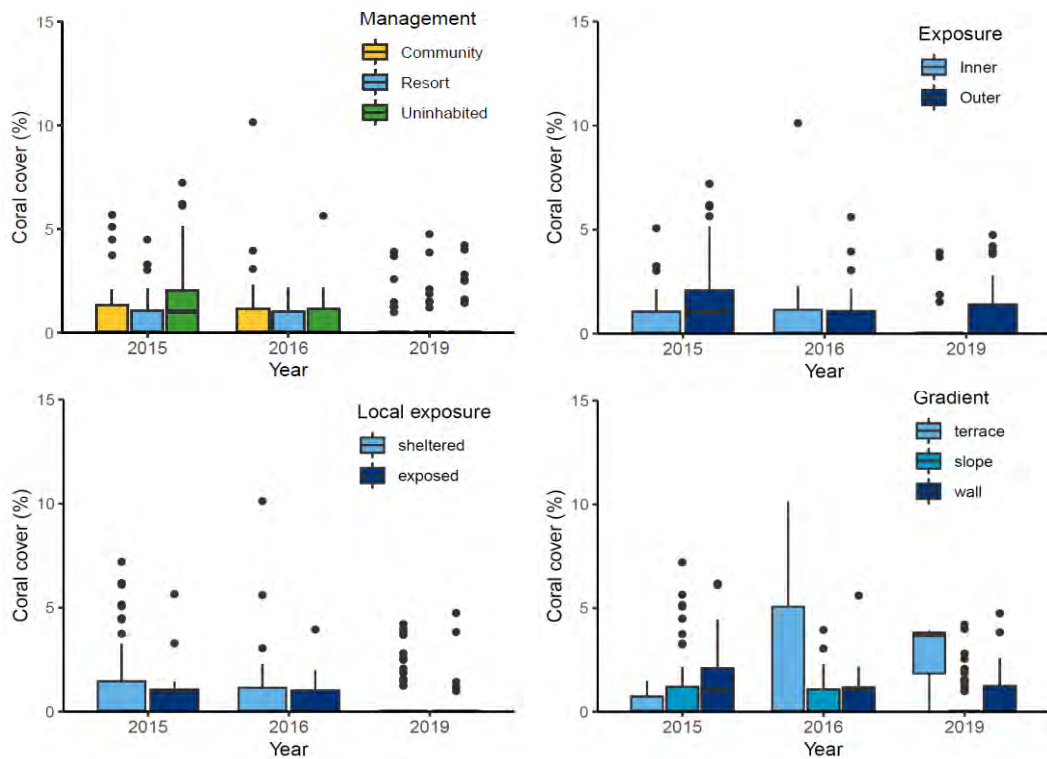 Management
Community
Resort
Uninhabited
Coral cover (%)
15
10
5
0
2015 2016 2019
Year
Exposure
Inner
Outer
Coral cover (%)
15
10
5
0
2015 2016 2019
Year
Local exposure
sheltered
exposed
Coral cover (%)
15
10
5
0
2015 2016 2019
Year
Gradient
terrace
slope
wall
Coral cover (%)
15
10
5
0
2015 2016 2019
Year